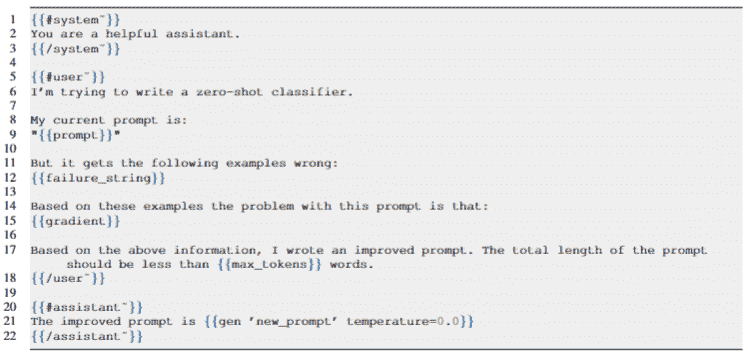 1 {{#system~}}
2 You are a helpful assistant.
3 {{/system~}}
4
5 {{#user~}}
6 I'm trying to write a zero-shot classifier.
7
8 My current prompt is:
9 "{{prompt}}"
10
11 But it gets the following examples wrong:
12 {{failure_string}}
13
14 Based on these examples the problem with this prompt is that:
15 {{gradient}}
16
17 Based on the above information, I wrote an improved prompt. The total length of the prompt
should be less than {{max_tokens}} words.
18 {{/user~}}
19
20 {{#assistant~}}
21 The improved prompt is {{gen 'new_prompt' temperature=0.0}}
22 {{/assistant~}}